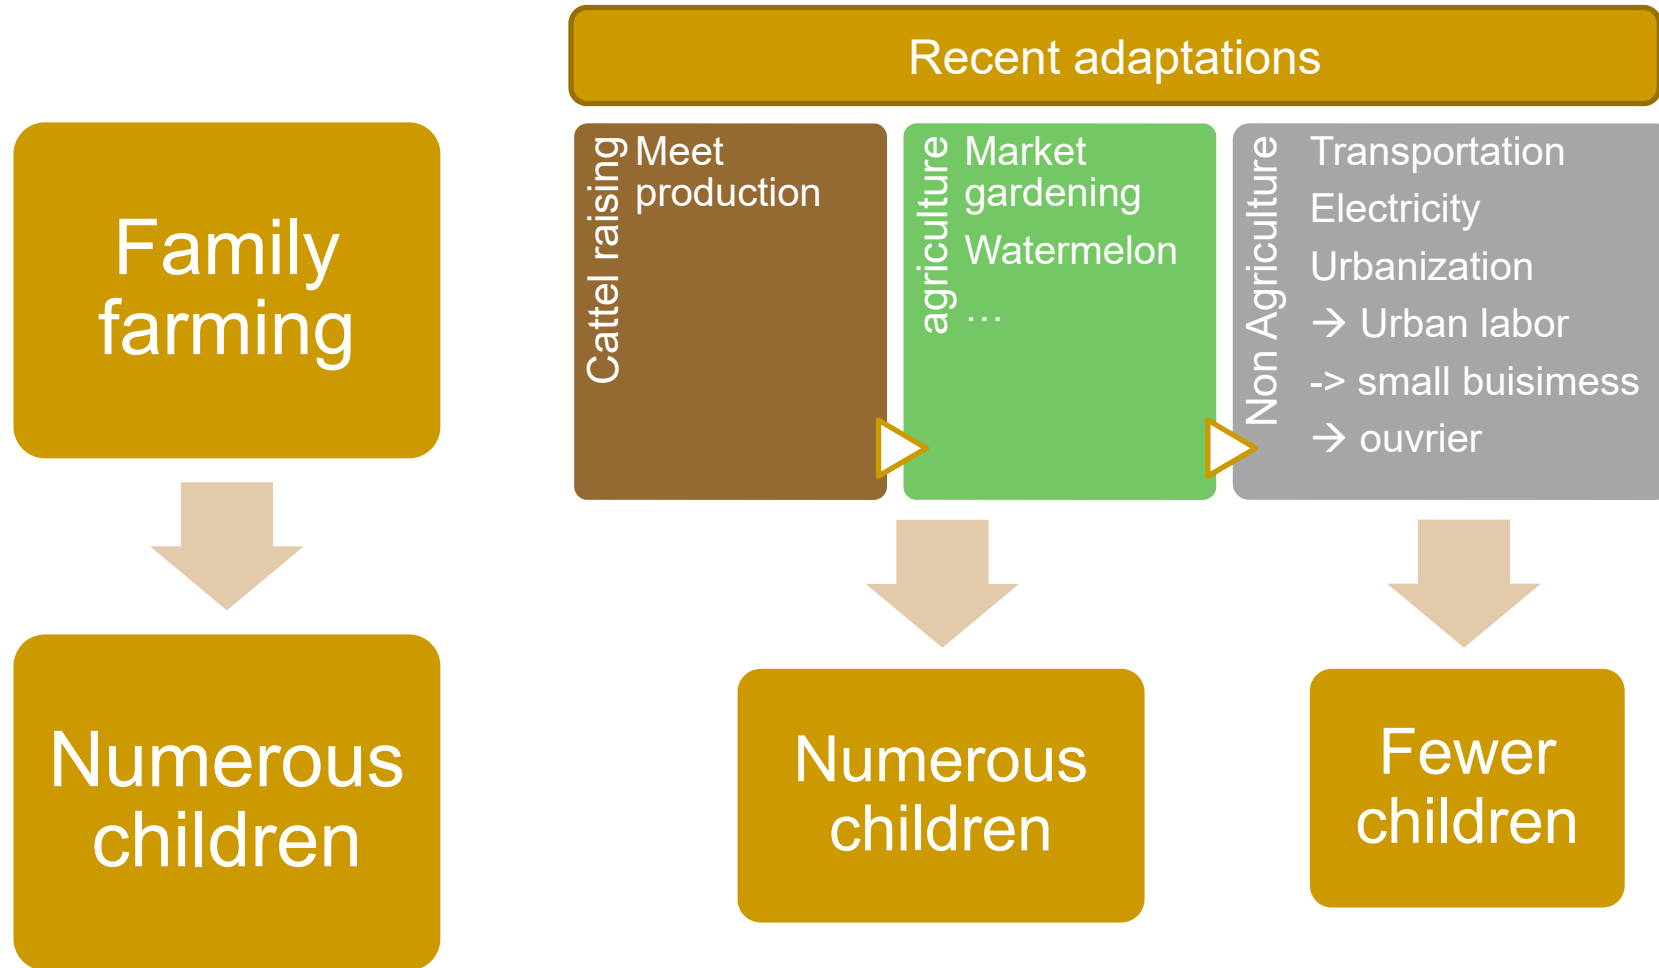 Recent adaptations
Family
farming
Cattel raising
Meet
production
agriculture
Market
gardening
Watermelon
…
Non Agriculture
Transportation
Electricity
Urbanization
→ Urban labor
-> small buisimess
→ ouvrier
Numerous
children
Numerous
children
Fewer
children